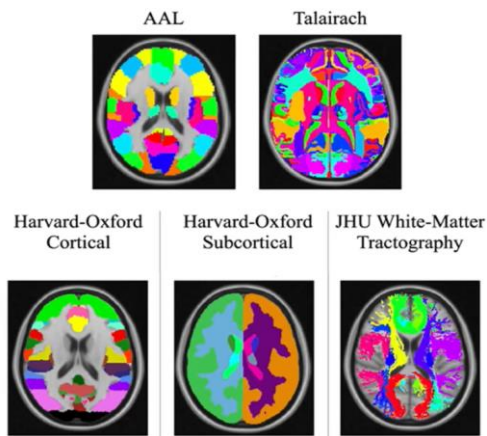 AAL
Talairach
Harvard-Oxford
Cortical
Harvard-Oxford
Subcortical
JHU White-Matter
Tractography